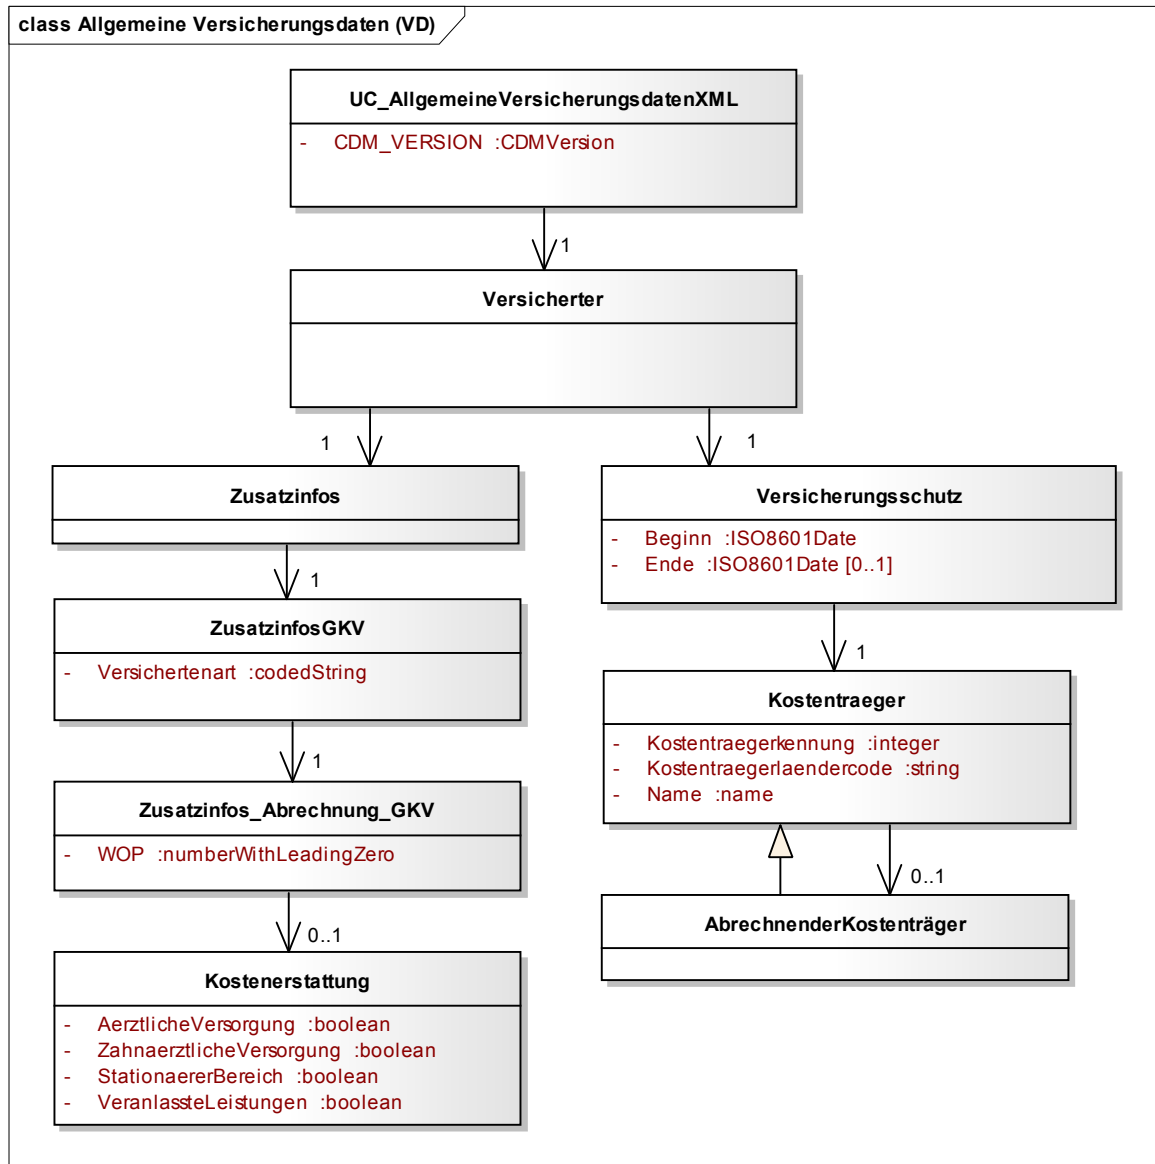 class Allgemeine Versicherungsdaten (VD)
UC_AllgemeineVersicherungsdatenXML
- CDM_VERSION :CDMVersion
1
Versicherter
1
1
Zusatzinfos
Versicherungsschutz
- Beginn :ISO8601Date
- Ende :ISO8601Date [0..1]
1
ZusatzinfosGKV
- Versichertenart :codedString
1
Kostentraeger
- Kostentraegerkennung :integer
- Kostentraegerlaendercode :string
- Name :name
1
Zusatzinfos_Abrechnung_GKV
- WOP :numberWithLeadingZero
0..1
AbrechnenderKostenträger
0..1
Kostenerstattung
- AerztlicheVersorgung :boolean
- ZahnaerztlicheVersorgung :boolean
- StationaererBereich :boolean
- VeranlassteLeistungen :boolean